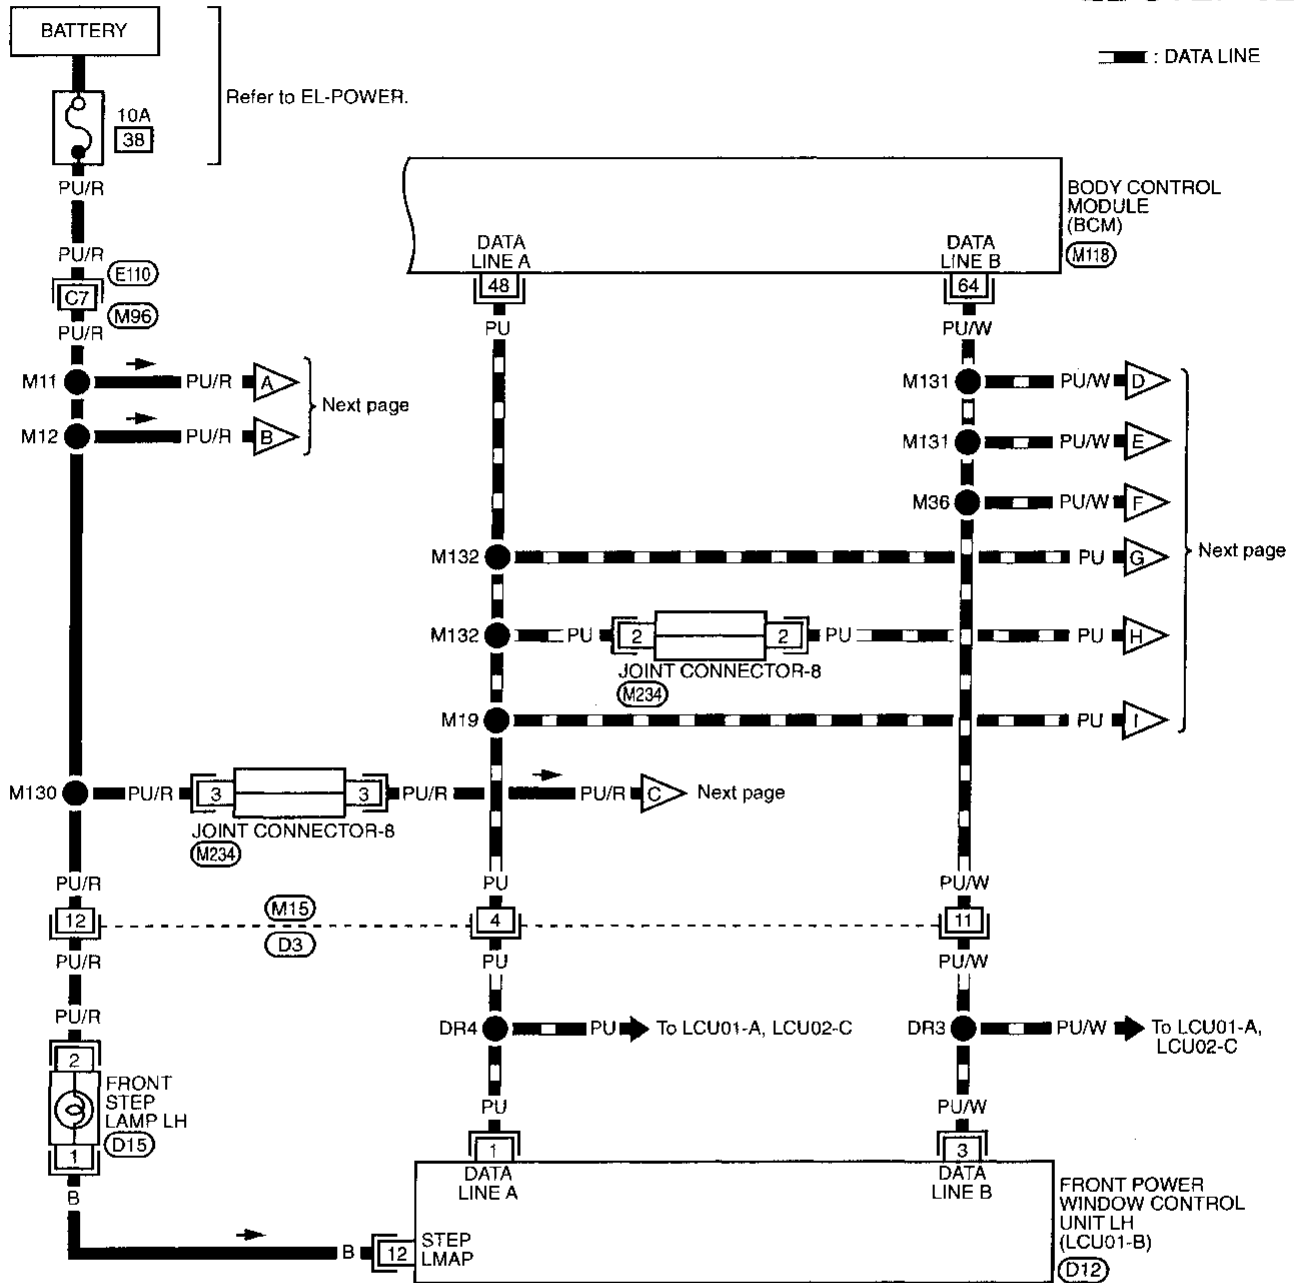 : DATA LINE
BATTERY
Refer to EL-POWER.
10A
38
PU/R
PU/R
E110
C7
M96
PU/R
BODY CONTROL
MODULE
(BCM)
M118
DATA
LINE A
DATA
LINE B
48
64
PU
PU/W
M11
PU/R
A
M12
PU/R
B
Next page
M131
PU/W
D
M131
PU/W
E
M36
PU/W
F
M132
PU
G
Next page
M132
PU
2
2
PU
PU
H
JOINT CONNECTOR-8
M234
M19
PU
I
M130
PU/R
3
3
PU/R
PU/R
C
Next page
JOINT CONNECTOR-8
M234
PU/R
PU
PU/W
12
M15
D3
4
11
PU/R
PU
PU/W
PU/R
DR4
PU
To LCU01-A, LCU02-C
DR3
PU/W
To LCU01-A,
LCU02-C
2
FRONT
STEP
LAMP LH
D15
1
B
PU
PU/W
1
3
DATA
LINE A
DATA
LINE B
FRONT POWER
WINDOW CONTROL
UNIT LH
(LCU01-B)
D12
B
12
STEP
LMAP